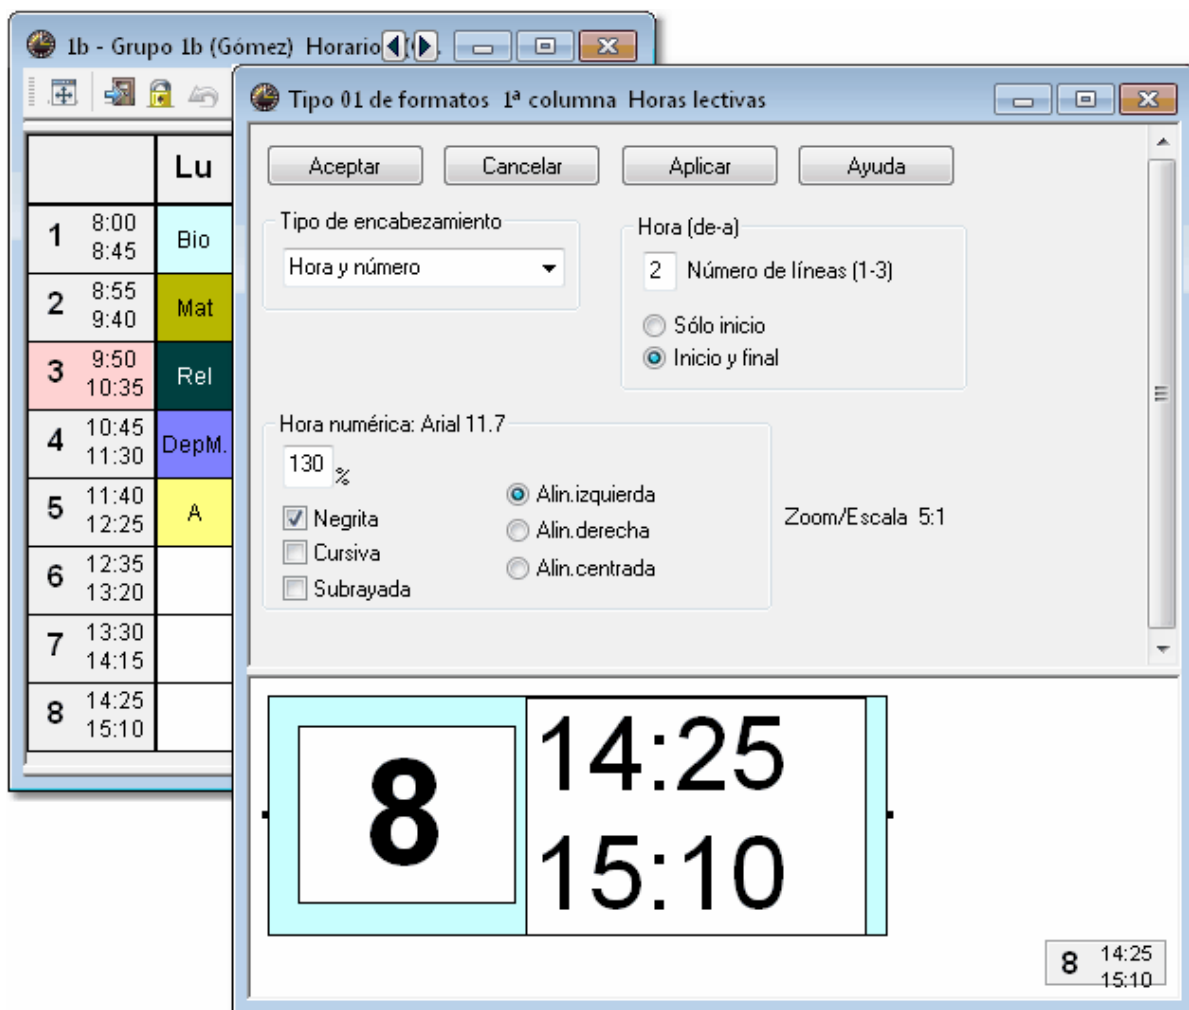 1b - Grupo 1b (Gómez) Horario
Tipo 01 de formatos 1ª columna Horas lectivas
Lu
1 8:00
8:45
Bio
2 8:55
9:40
Mat
3 9:50
10:35
Rel
4 10:45
11:30
DepM.
5 11:40
12:25
A
6 12:35
13:20
7 13:30
14:15
8 14:25
15:10
Aceptar Cancelar Aplicar Ayuda
Tipo de encabezamiento
Hora y número
Hora (de-a)
2 Número de líneas (1-3)
Sólo inicio
Inicio y final
Hora numérica: Arial 11.7
130 %
Negrita
Cursiva
Subrayada
Alin.izquierda
Alin.derecha
Alin.centrada
Zoom/Escala 5:1
8 14:25
15:10
8 14:25
15:10